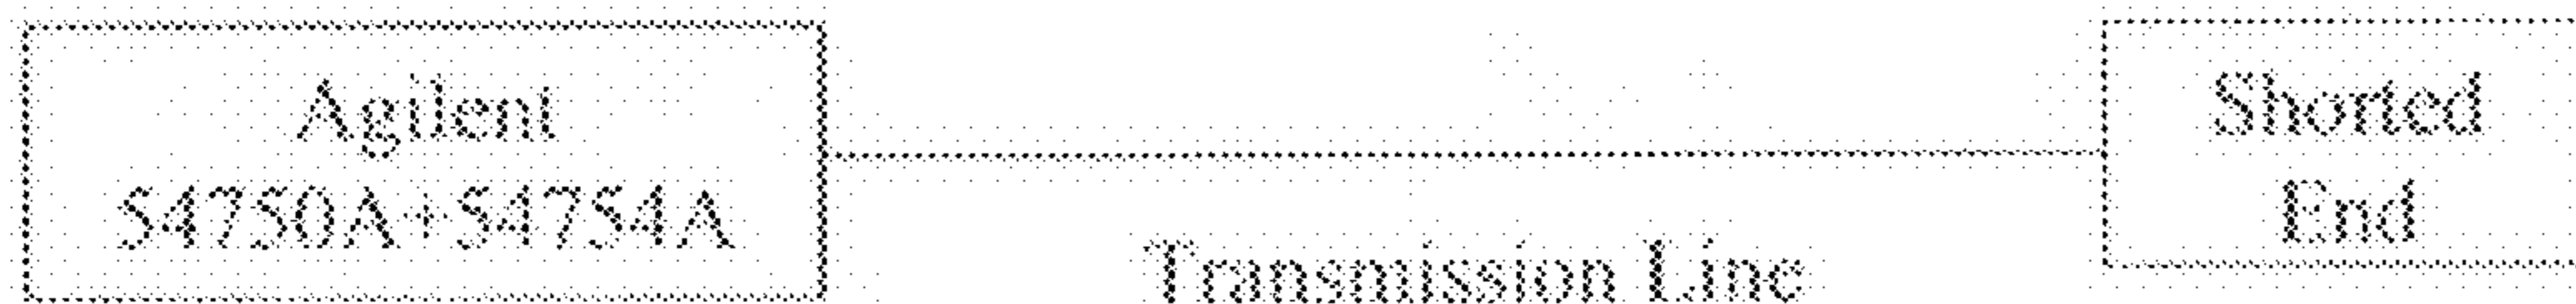 Agilent
54750A+54754A
Transmission Line
Shorted
End